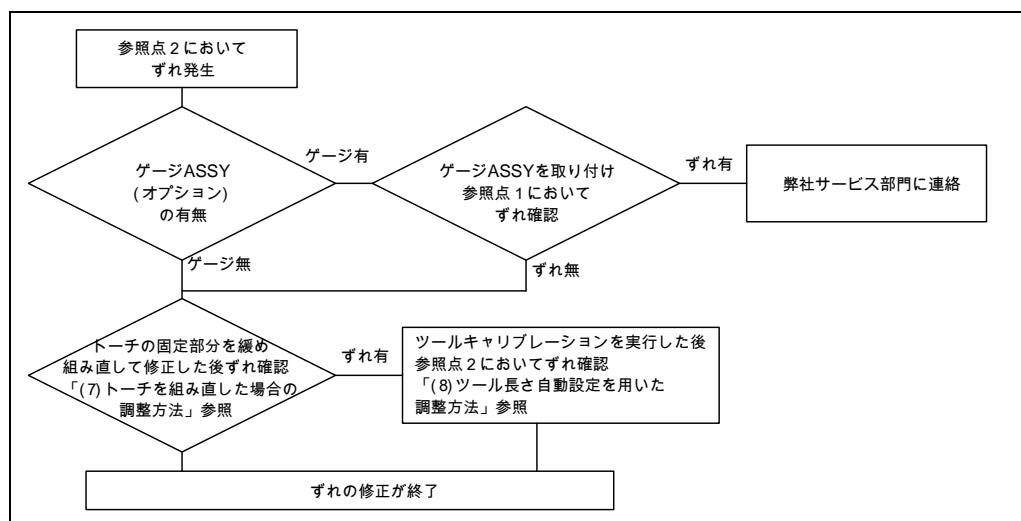 参照点２において
ずれ発生
ゲージASSY
(オプション)
の有無
ゲージ有
ゲージASSYを取り付け
参照点１において
ずれ確認
ずれ有
弊社サービス部門に連絡
ゲージ無
ずれ無
トーチの固定部分を緩め
組み直して修正した後ずれ確認
「(7)トーチを組み直した場合の
調整方法」参照
ずれ有
ツールキャリブレーションを実行した後
参照点２においてずれ確認
「(8)ツール長さ自動設定を用いた
調整方法」参照
ずれの修正が終了